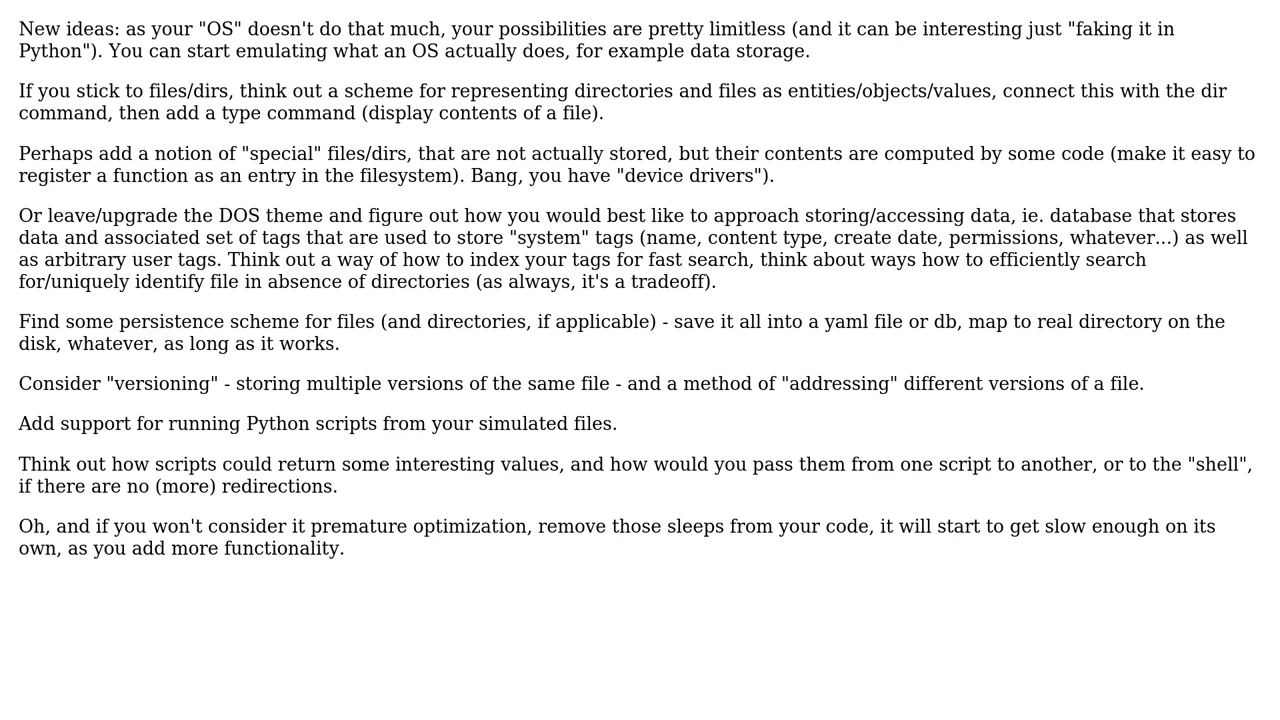 New ideas: as your "OS" doesn't do that much, your possibilities are pretty limitless (and it can be interesting just "faking it in
Python"). You can start emulating what an OS actually does, for example data storage.
If you stick to files/dirs, think out a scheme for representing directories and files as entities/objects/values, connect this with the dir
command, then add a type command (display contents of a file).
Perhaps add a notion of "special" files/dirs, that are not actually stored, but their contents are computed by some code (make it easy to
register a function as an entry in the filesystem). Bang, you have "device drivers").
Or leave/upgrade the DOS theme and figure out how you would best like to approach storing/accessing data, ie. database that stores
data and associated set of tags that are used to store "system" tags (name, content type, create date, permissions, whatever...) as well
as arbitrary user tags. Think out a way of how to index your tags for fast search, think about ways how to efficiently search
for/uniquely identify file in absence of directories (as always, it's a tradeoff).
Find some persistence scheme for files (and directories, if applicable) - save it all into a yaml file or db, map to real directory on the
disk, whatever, as long as it works.
Consider "versioning" - storing multiple versions of the same file - and a method of "addressing" different versions of a file.
Add support for running Python scripts from your simulated files.
Think out how scripts could return some interesting values, and how would you pass them from one script to another, or to the "shell",
if there are no (more) redirections.
Oh, and if you won't consider it premature optimization, remove those sleeps from your code, it will start to get slow enough on its
own, as you add more functionality.